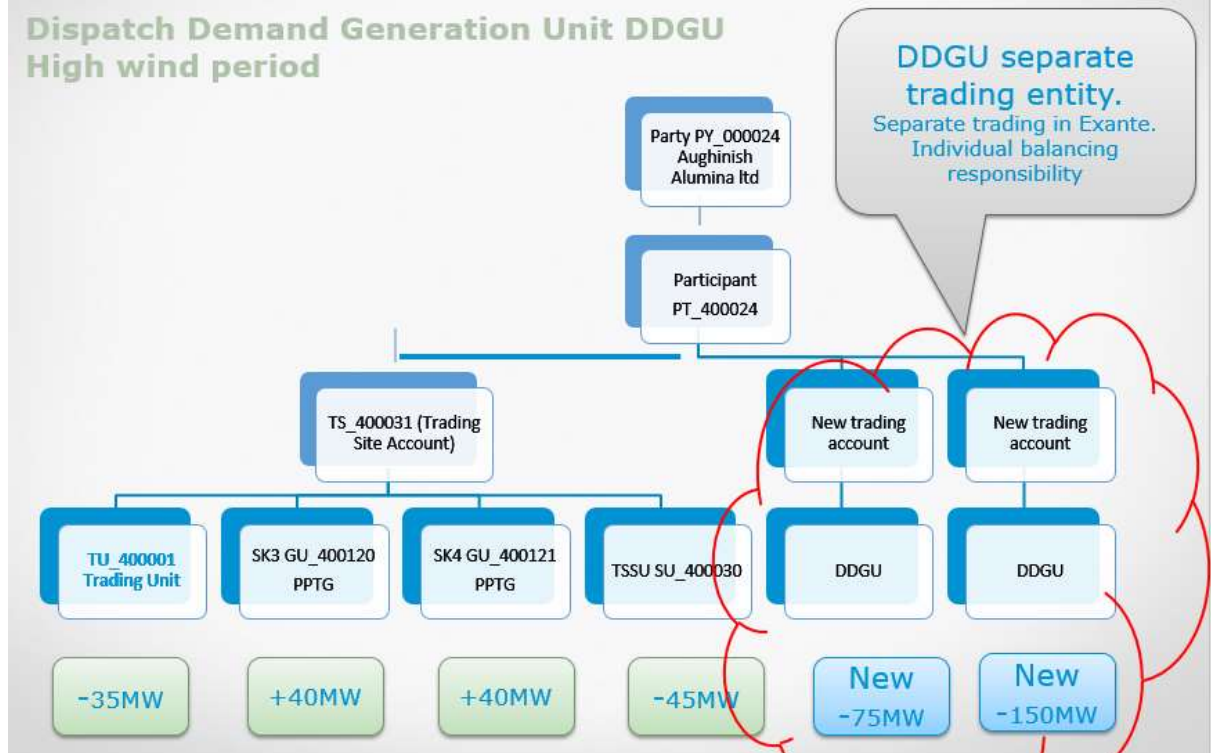 Dispatch Demand Generation Unit DDGU
High wind period
DDGU separate
trading entity.
Separate trading in Exante.
Individual balancing
responsibility
Party PY_000024
Aughinish
Alumina ltd
Participant
PT_400024
TS_400031 (Trading
Site Account)
New trading
account
New trading
account
TU_400001
Trading Unit
SK3 GU_400120
PPTG
SK4 GU_400121
PPTG
TSSU SU_400030
DDGU
DDGU
-35MW
+40MW
+40MW
-45MW
New
-75MW
New
-150MW